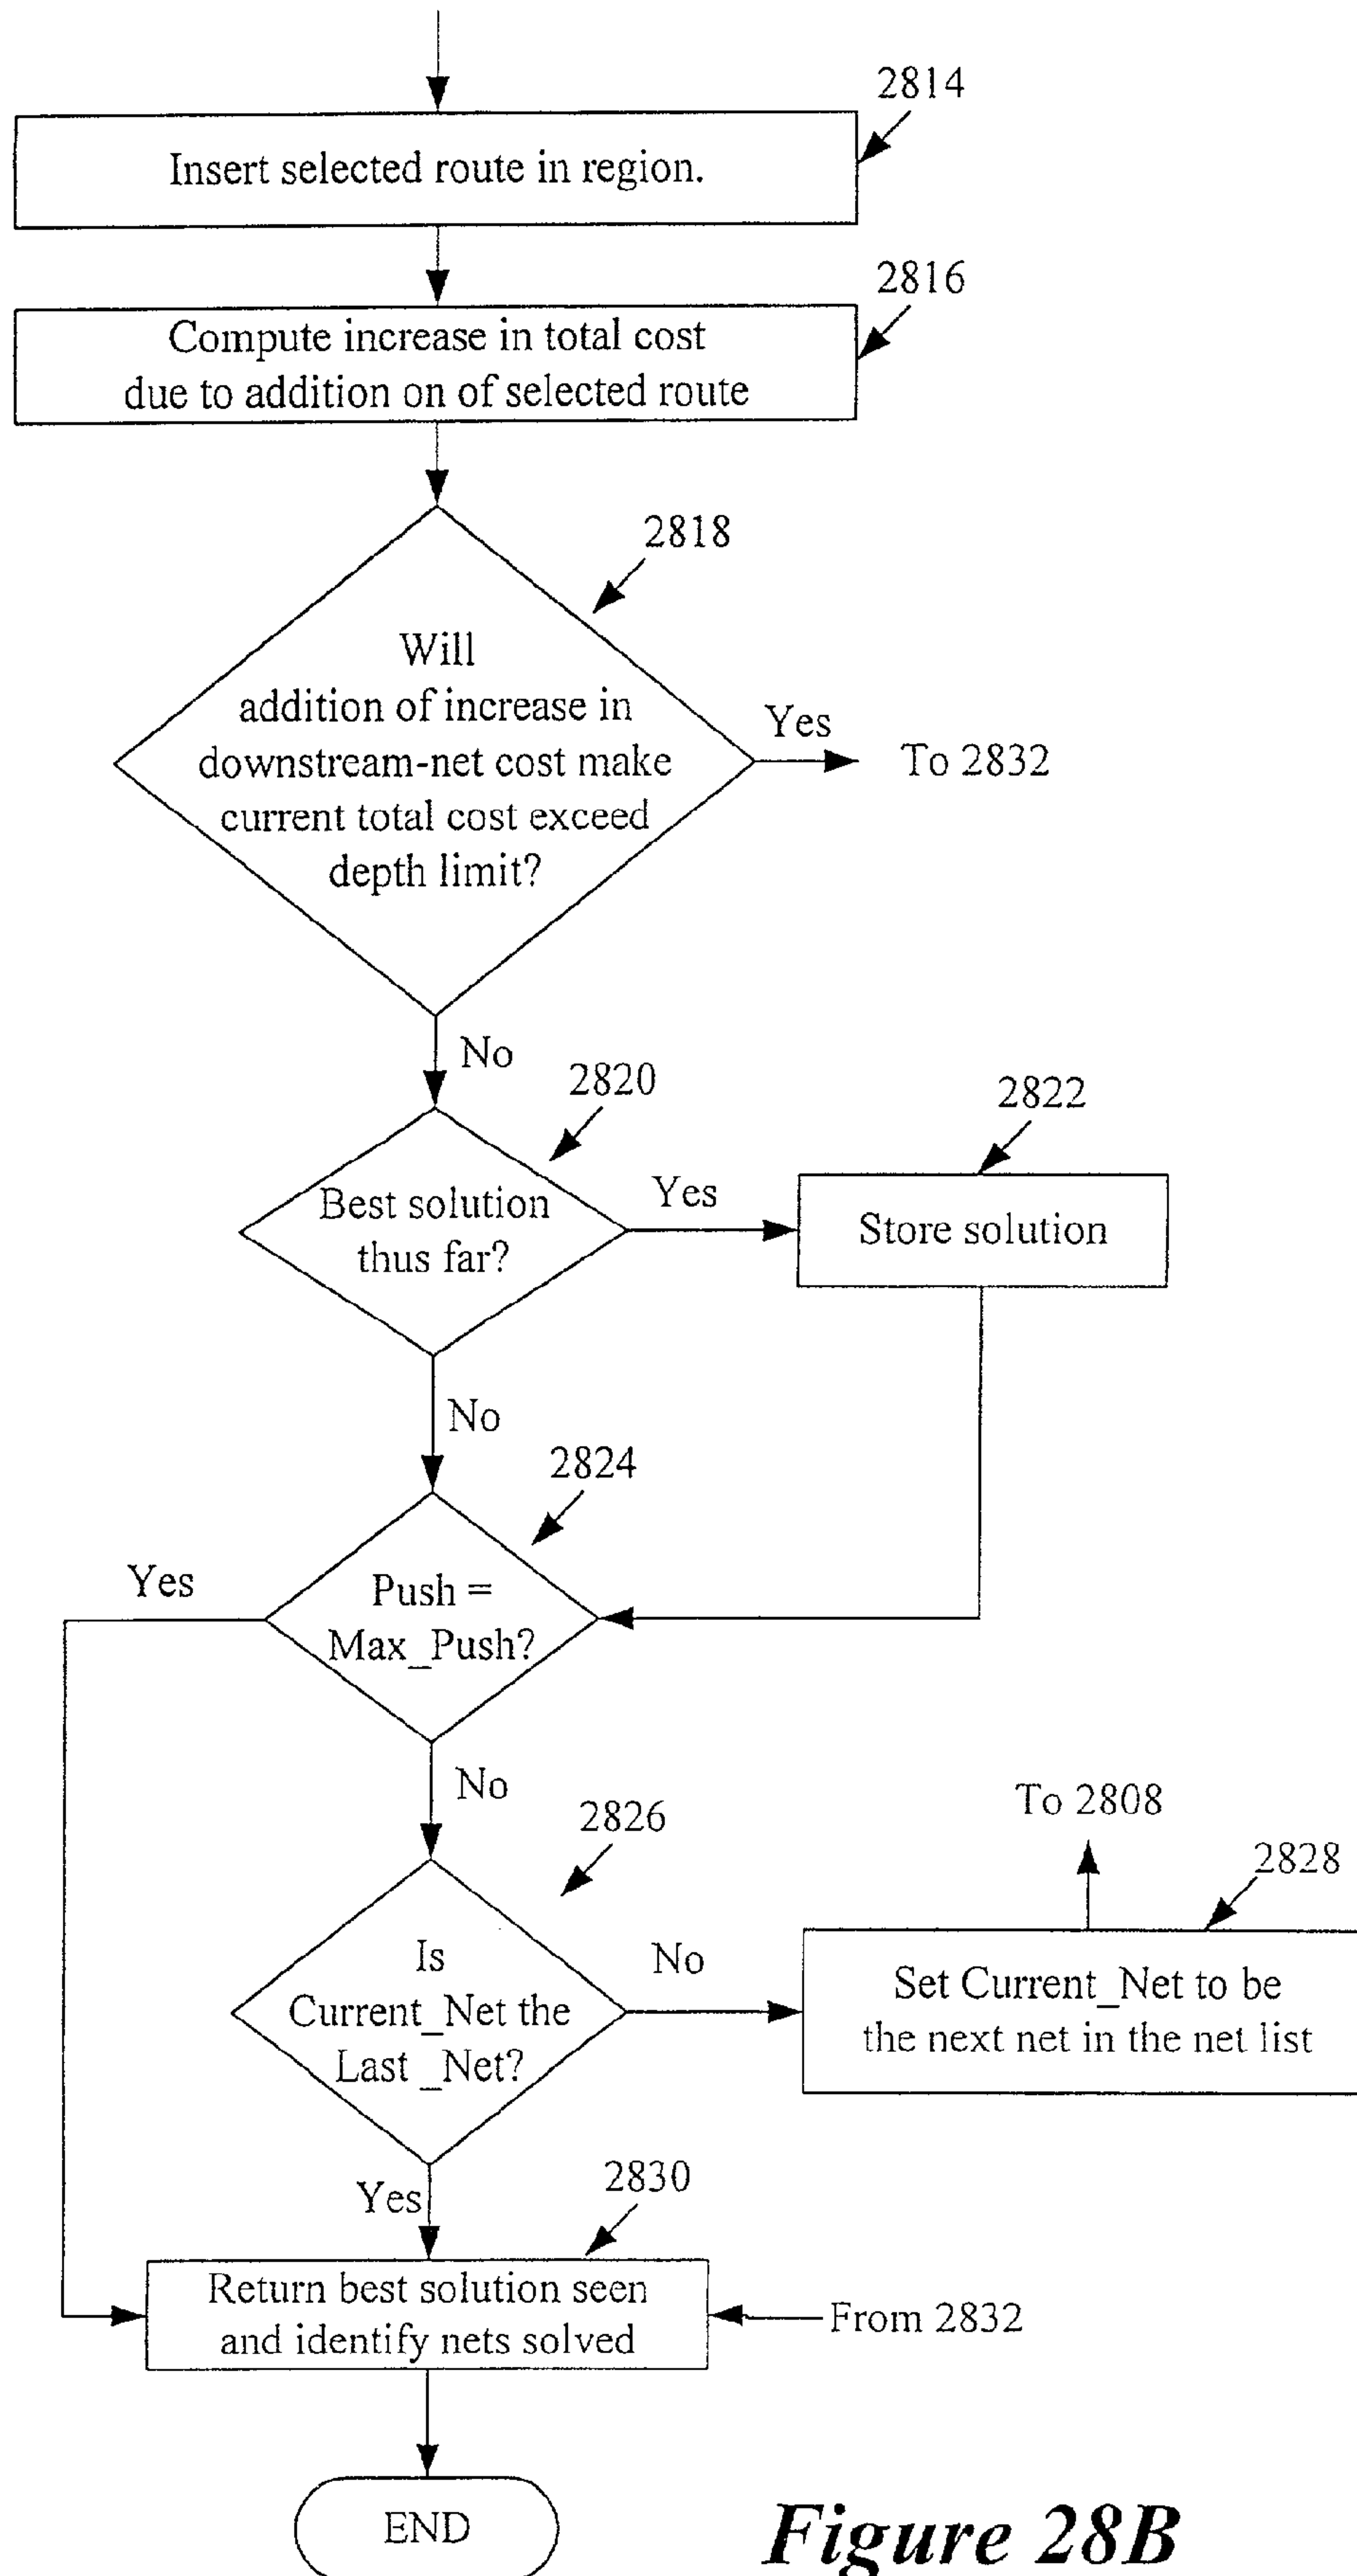 2814
Insert selected route in region.
2816
Compute increase in total cost
due to addition on of selected route
2818
Will
addition of increase in
downstream-net cost make
current total cost exceed
depth limit?
Yes
To 2832
No
2820
Best solution
thus far?
Yes
2822
Store solution
No
2824
Push =
Max_Push?
Yes
No
2826
Is
Current_Net the
Last _Net?
No
To 2808
2828
Set Current_Net to be
the next net in the net list
Yes
2830
Return best solution seen
and identify nets solved
From 2832
END
Figure 28B